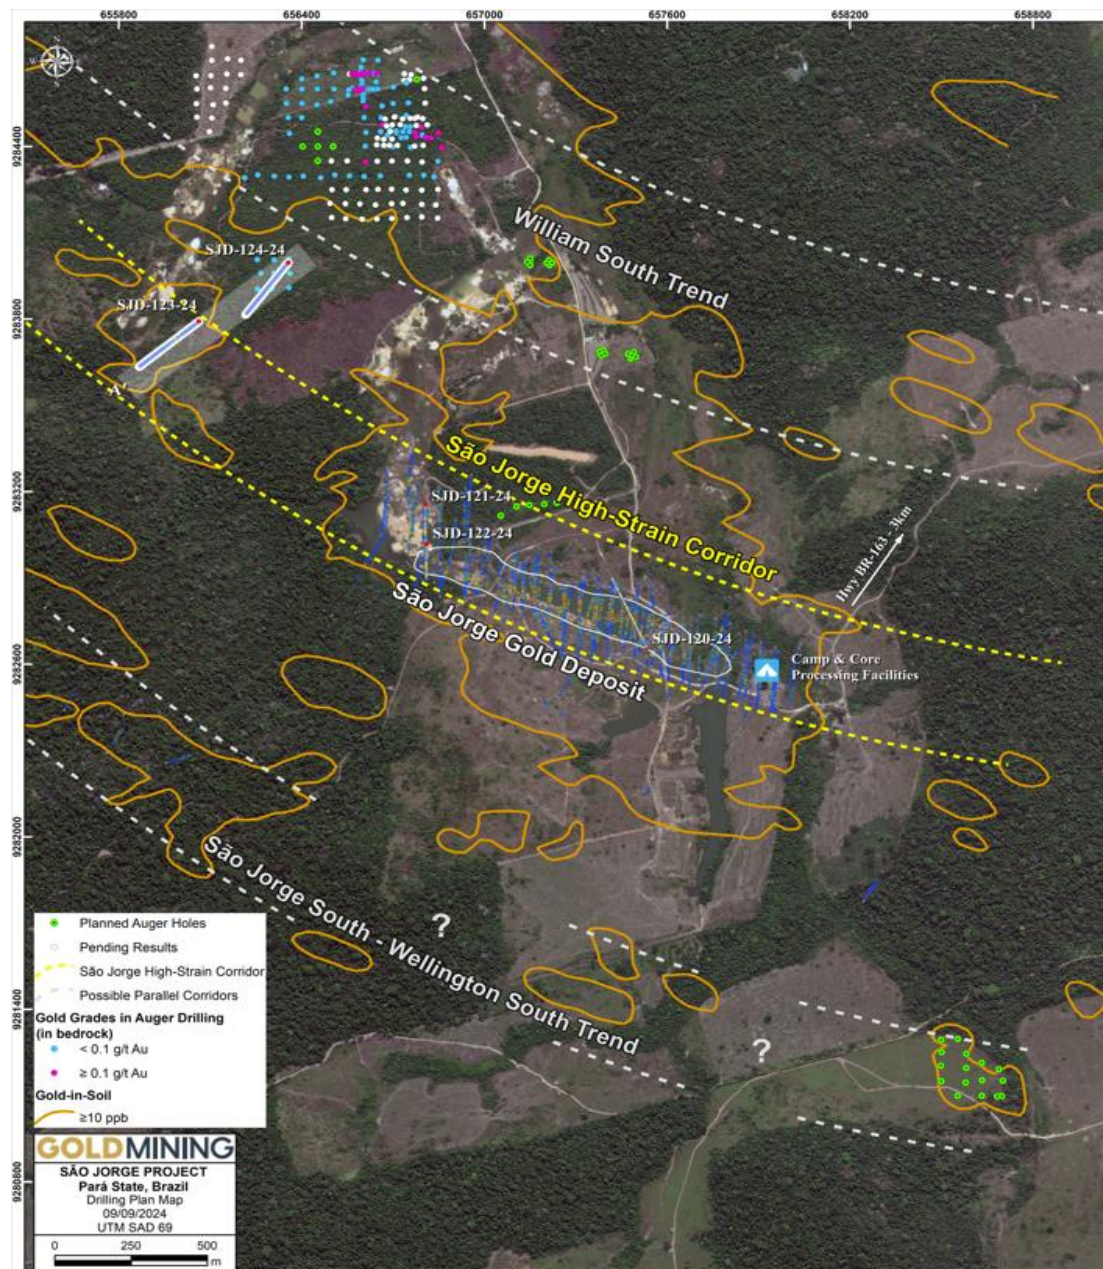 655800
656400
657000
657600
658200
658800
N
W
9284400
9283800
9283200
9282600
9282000
9281400
9280800
William South Trend
SJD-124-24
SJD-123-24
A'
São Jorge High-Strain Corridor
SJD-121-24
SJD-122-24
Hwy BR-163 - 3km
São Jorge Gold Deposit
SJD-120-24
Camp & Core
Processing Facilities
São Jorge South - Wellington South Trend
?
?
Planned Auger Holes
Pending Results
São Jorge High-Strain Corridor
Possible Parallel Corridors
Gold Grades in Auger Drilling
(in bedrock)
< 0.1 g/t Au
≥ 0.1 g/t Au
Gold-in-Soil
≥10 ppb
GOLDMINING
SÃO JORGE PROJECT
Pará State, Brazil
Drilling Plan Map
09/09/2024
UTM SAD 69
0 250 500
m